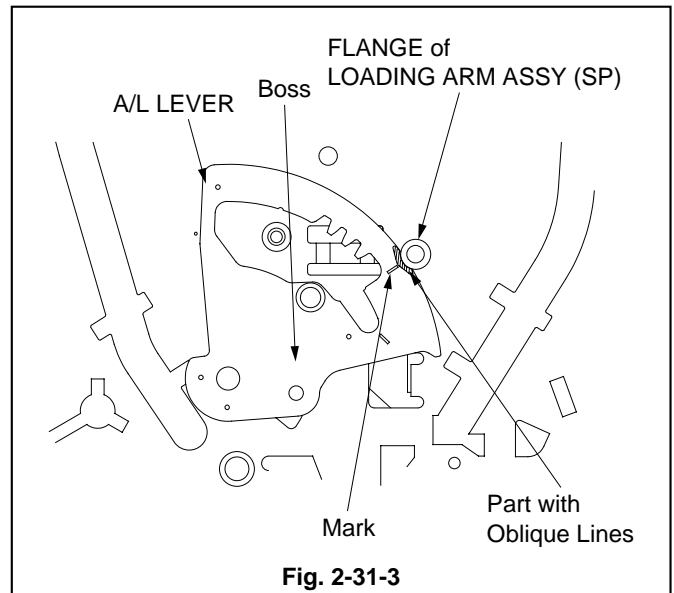 FLANGE of
LOADING ARM ASSY (SP)
Boss
A/L LEVER
Mark
Part with
Oblique Lines
Fig. 2-31-3